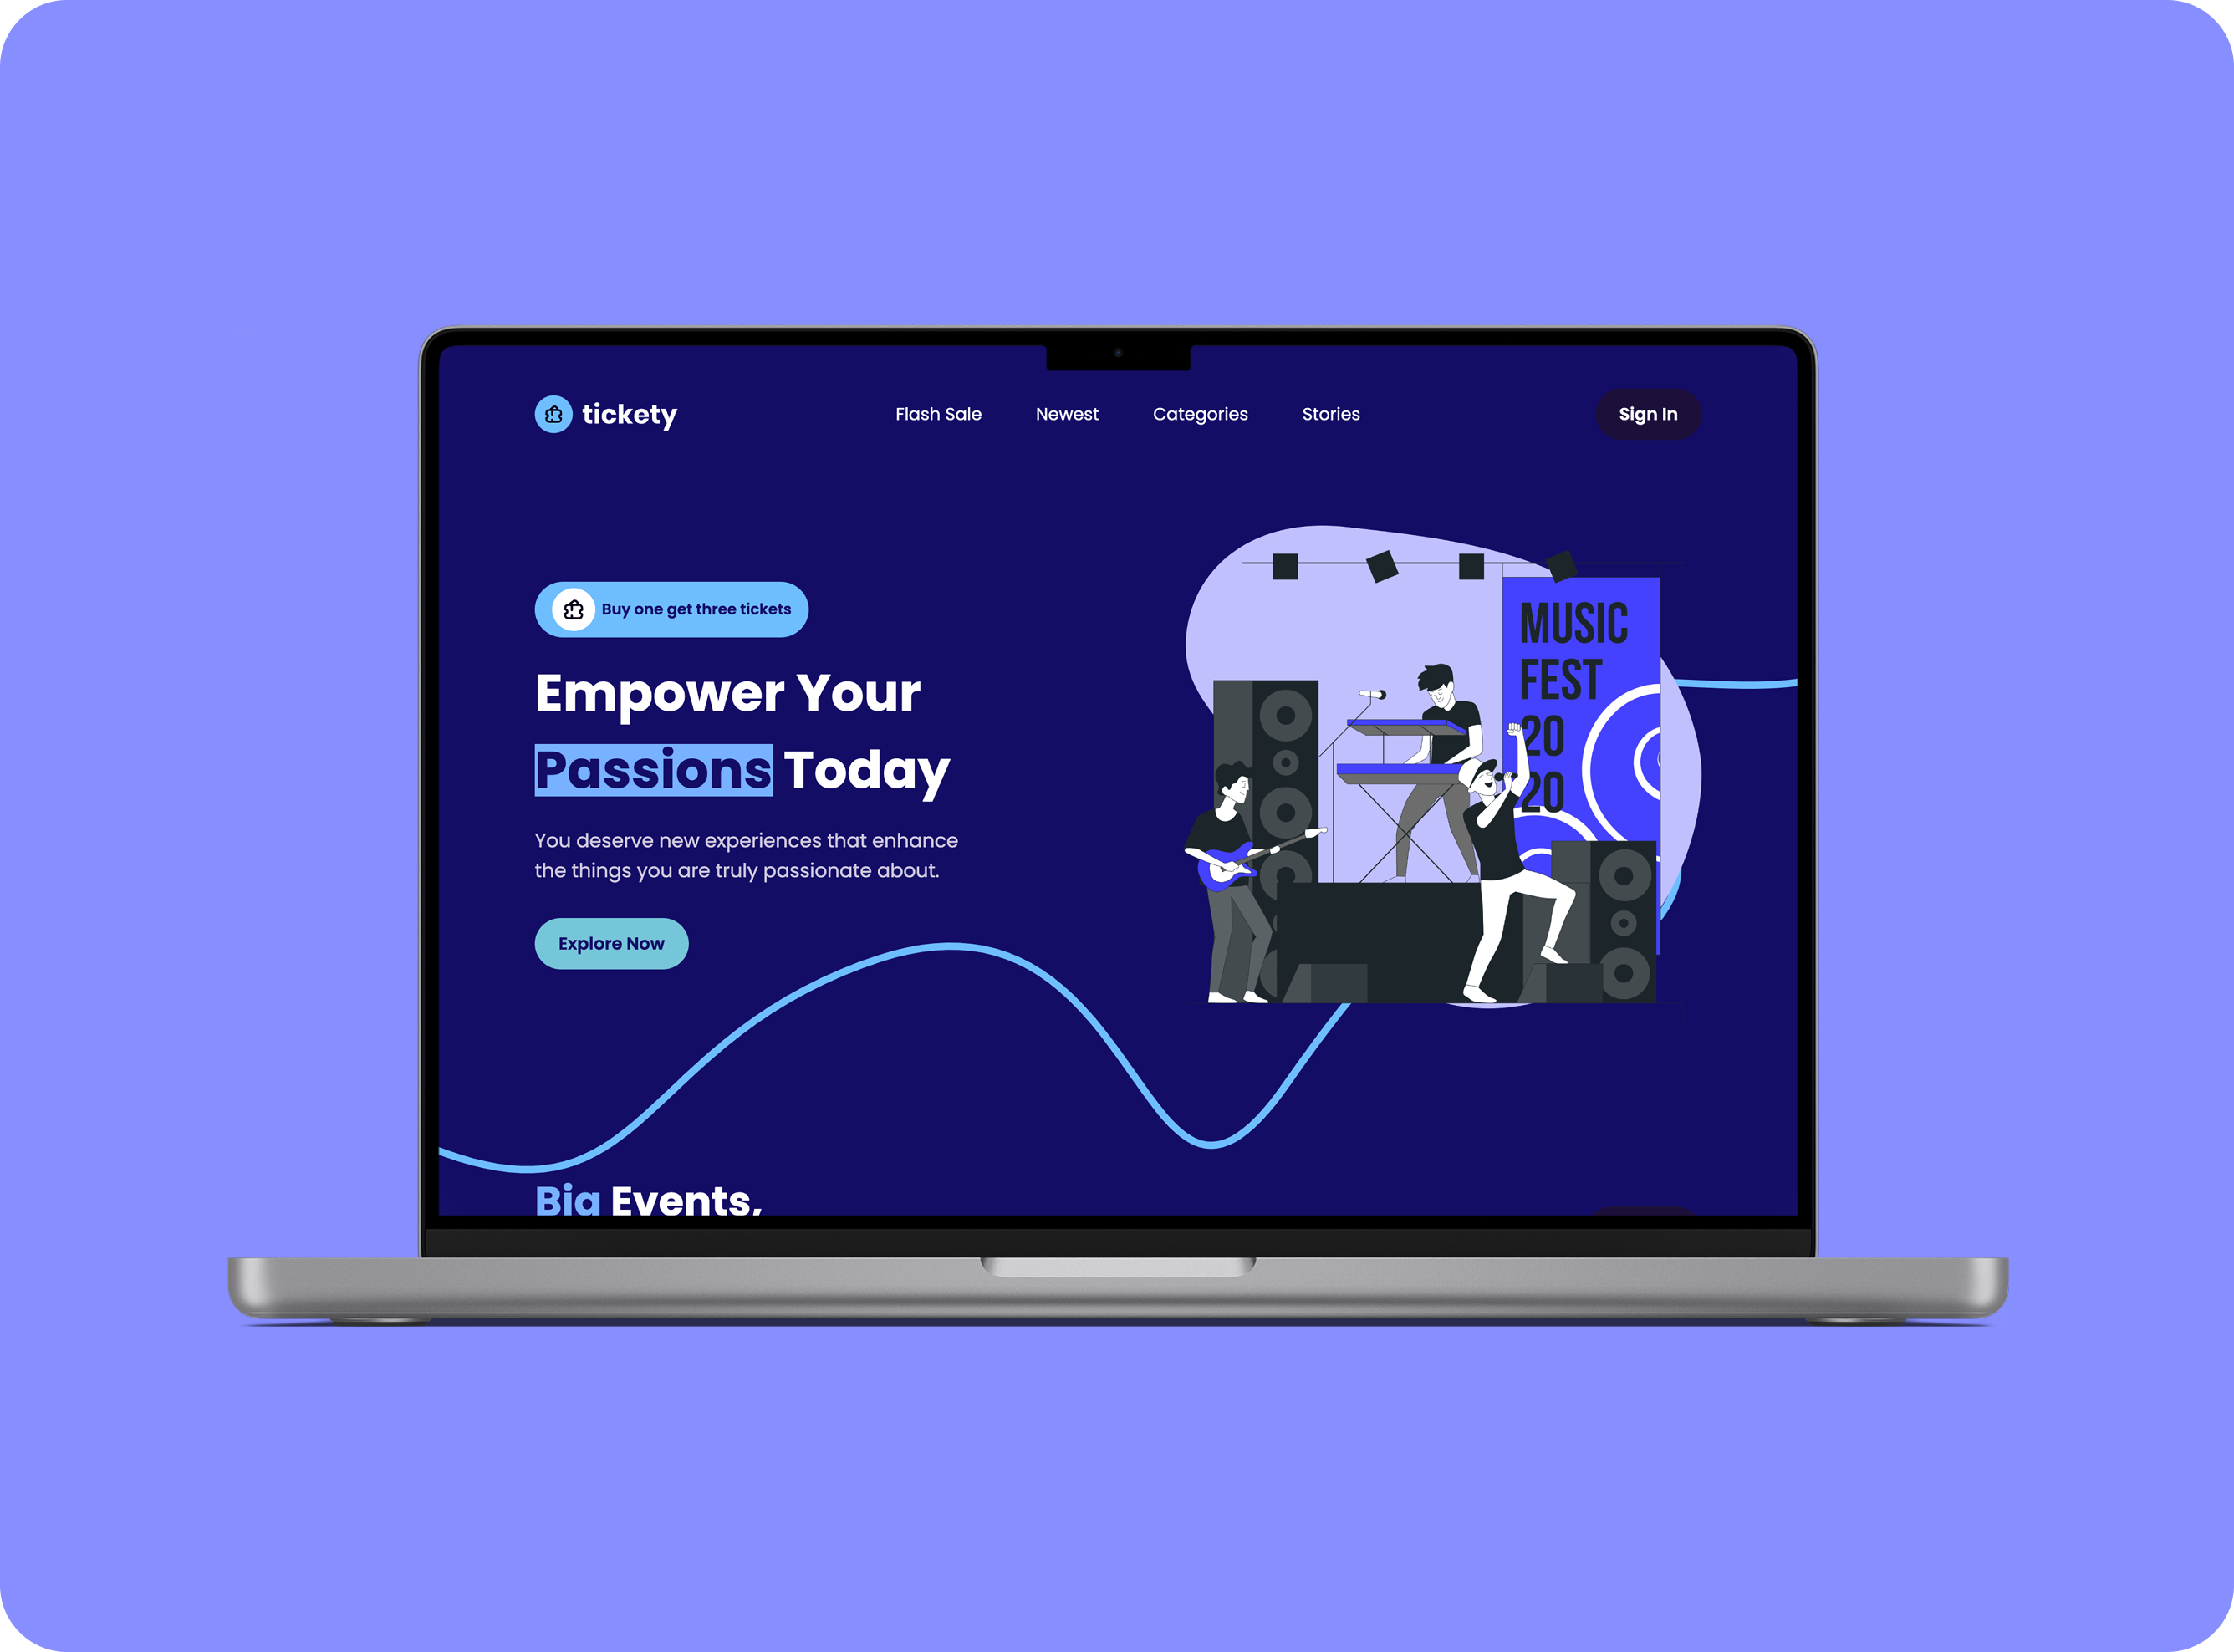 tickety
Flash Sale
Newest
Categories
Stories
Sign In
Buy one get three tickets
Empower Your
Passions Today
You deserve new experiences that enhance
the things you are truly passionate about.
Explore Now
MUSIC
FEST
20
20
Big Events,